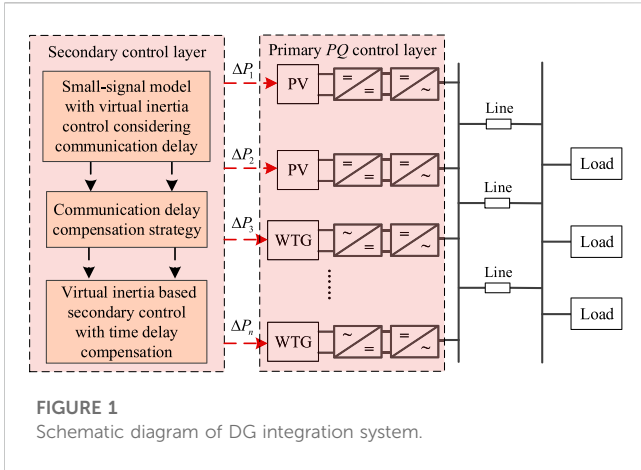 Secondary control layer
Small-signal model
with virtual inertia
control considering
communication delay
Communication delay
compensation strategy
Virtual inertia based
secondary control
with time delay
compensation
ΔP₁
ΔP₂
ΔP₃
ΔPₙ
Primary PQ control layer
PV
=
=
=
~
PV
=
=
=
~
WTG
~
=
=
~
......
WTG
~
=
=
~
Line
Line
Line
Load
Load
Load
FIGURE 1
Schematic diagram of DG integration system.